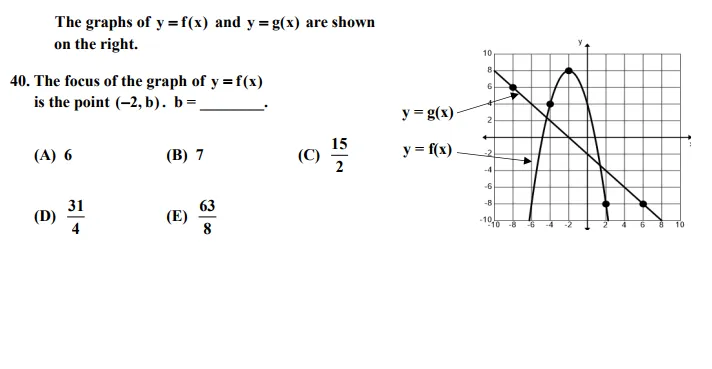 The graphs of y = f(x) and y = g(x) are shown
on the right.
40. The focus of the graph of y = f(x)
is the point (−2, b). b = ________.
(A) 6 (B) 7 (C) 15/2
(D) 31/4 (E) 63/8
y = g(x)
y = f(x)
y
10
8
6
4
2
-2
-4
-6
-8
-10
-10 -8 -6 -4 -2 2 4 6 8 10